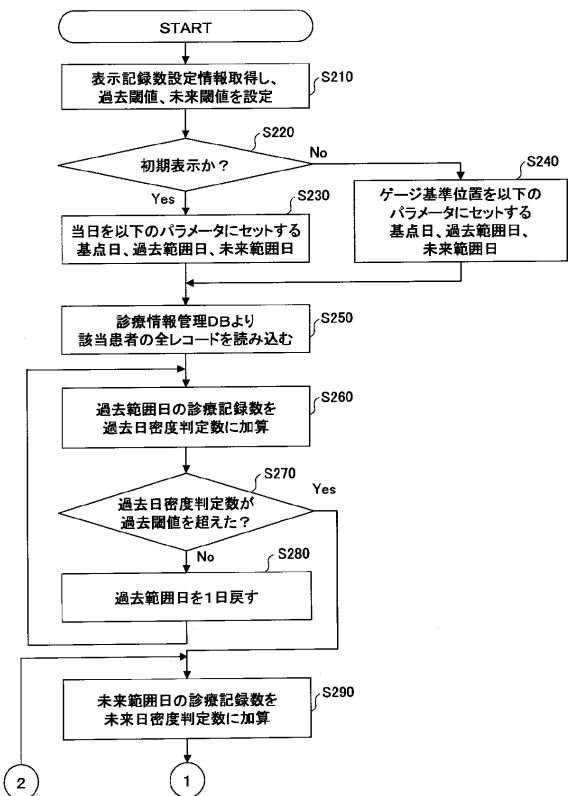 START
表示記録数設定情報取得し、
過去閾値、未来閾値を設定
S210
S220
初期表示か？
No
Yes
S230
当日を以下のパラメータにセットする
基点日、過去範囲日、未来範囲日
S240
ゲージ基準位置を以下の
パラメータにセットする
基点日、過去範囲日、
未来範囲日
S250
診療情報管理DBより
該当患者の全レコードを読み込む
S260
過去範囲日の診療記録数を
過去日密度判定数に加算
S270
Yes
過去日密度判定数が
過去閾値を超えた？
No
S280
過去範囲日を1日戻す
S290
未来範囲日の診療記録数を
未来日密度判定数に加算
2
1